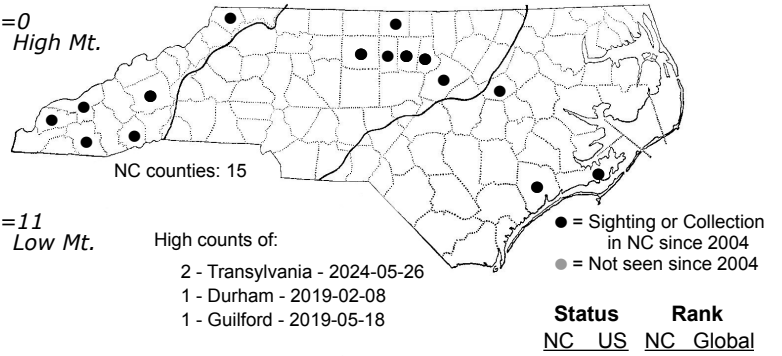 =0
High Mt.
NC counties: 15
=11
Low Mt.
High counts of:
2 - Transylvania - 2024-05-26
1 - Durham - 2019-02-08
1 - Guilford - 2019-05-18
● = Sighting or Collection
in NC since 2004
● = Not seen since 2004
Status Rank
NC US NC Global